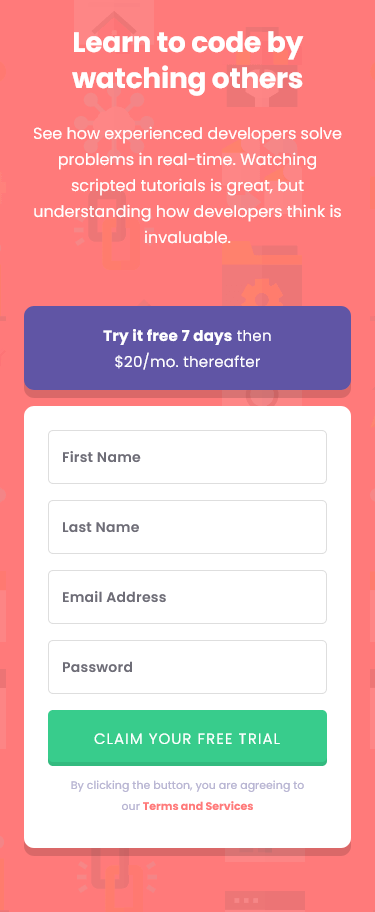 Learn to code by
watching others
See how experienced developers solve
problems in real-time. Watching
scripted tutorials is great, but
understanding how developers think is
invaluable.
Try it free 7 days then
$20/mo. thereafter
First Name
Last Name
Email Address
Password
CLAIM YOUR FREE TRIAL
By clicking the button, you are agreeing to
our Terms and Services